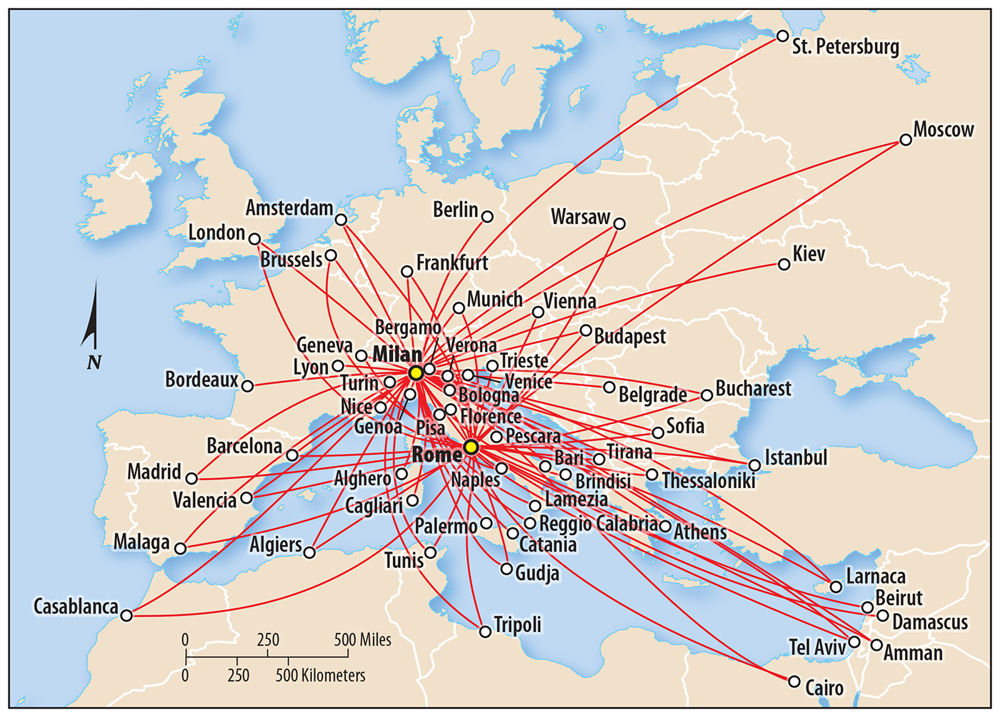 St. Petersburg
Moscow
Amsterdam
Berlin
Warsaw
London
Brussels
Frankfurt
Kiev
Munich
Vienna
Bergamo
Budapest
Geneva
Milan
Verona
Lyon
Trieste
Bordeaux
Turin
Venice
Bologna
Belgrade
Bucharest
Nice
Florence
Genoa
Pisa
Pescara
Sofia
Barcelona
Rome
Bari
Tirana
Istanbul
Madrid
Alghero
Naples
Brindisi
Thessaloniki
Valencia
Cagliari
Lamezia
Palermo
Reggio Calabria
Athens
Malaga
Algiers
Catania
Tunis
Gudja
Larnaca
Beirut
Casablanca
Damascus
Tripoli
Tel Aviv
Amman
Cairo
N
0 250 500 Miles
0 250 500 Kilometers